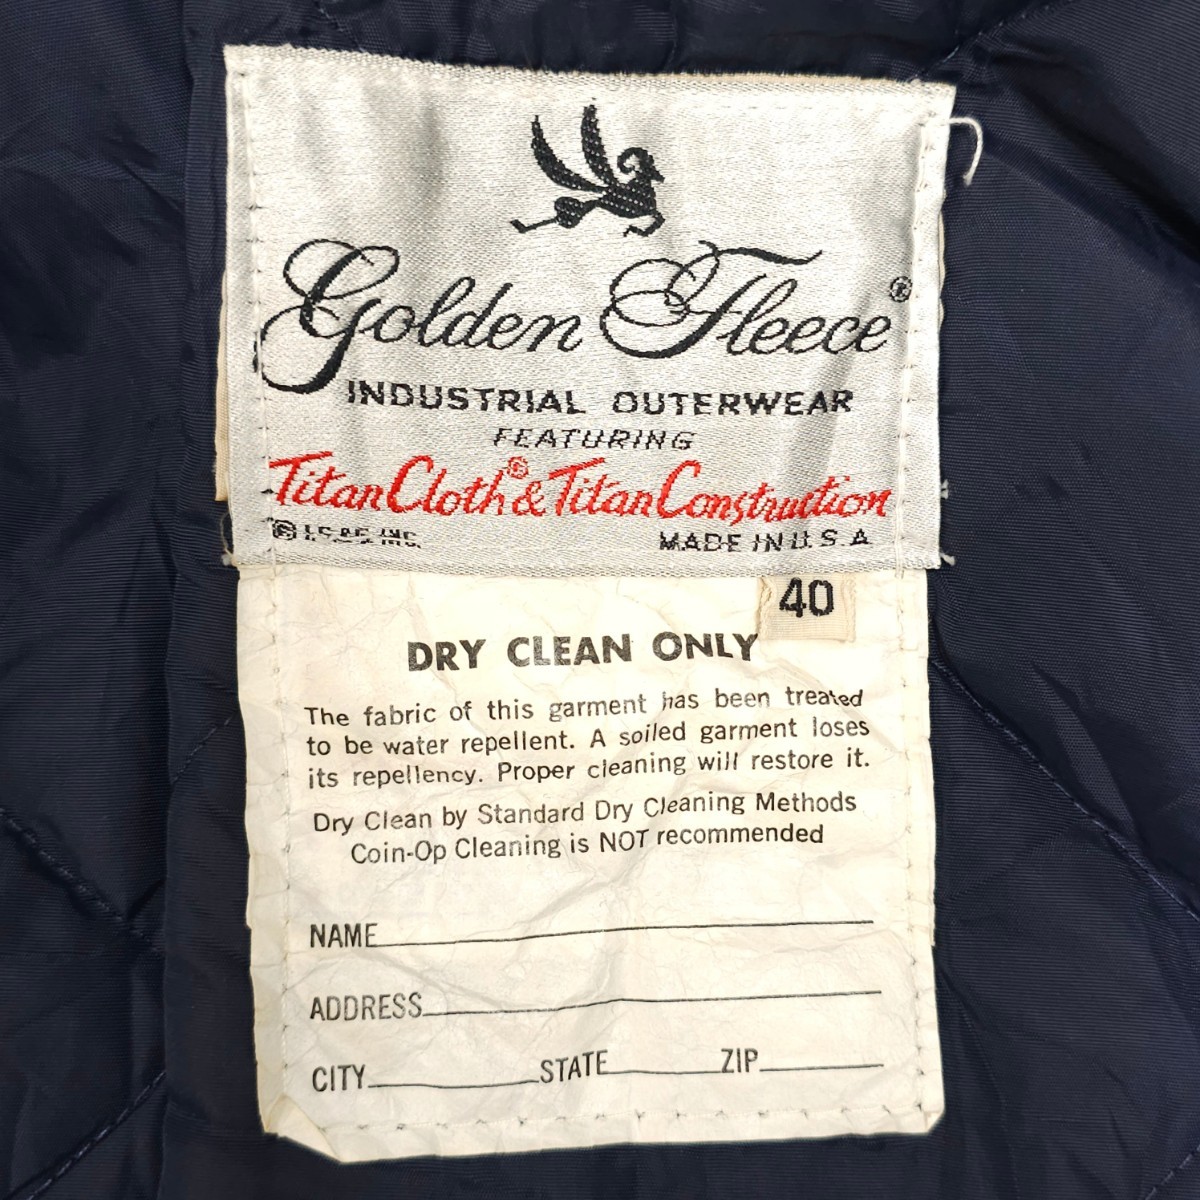 Golden Fleece®
INDUSTRIAL OUTERWEAR
FEATURING
Titan Cloth® & Titan Construction
©
INC. MADE IN U.S.A
40
DRY CLEAN ONLY
The fabric of this garment has been treated
to be water repellent. A soiled garment loses
its repellency. Proper cleaning will restore it.
Dry Clean by Standard Dry Cleaning Methods
Coin-Op Cleaning is NOT recommended
NAME
ADDRESS
CITY STATE ZIP